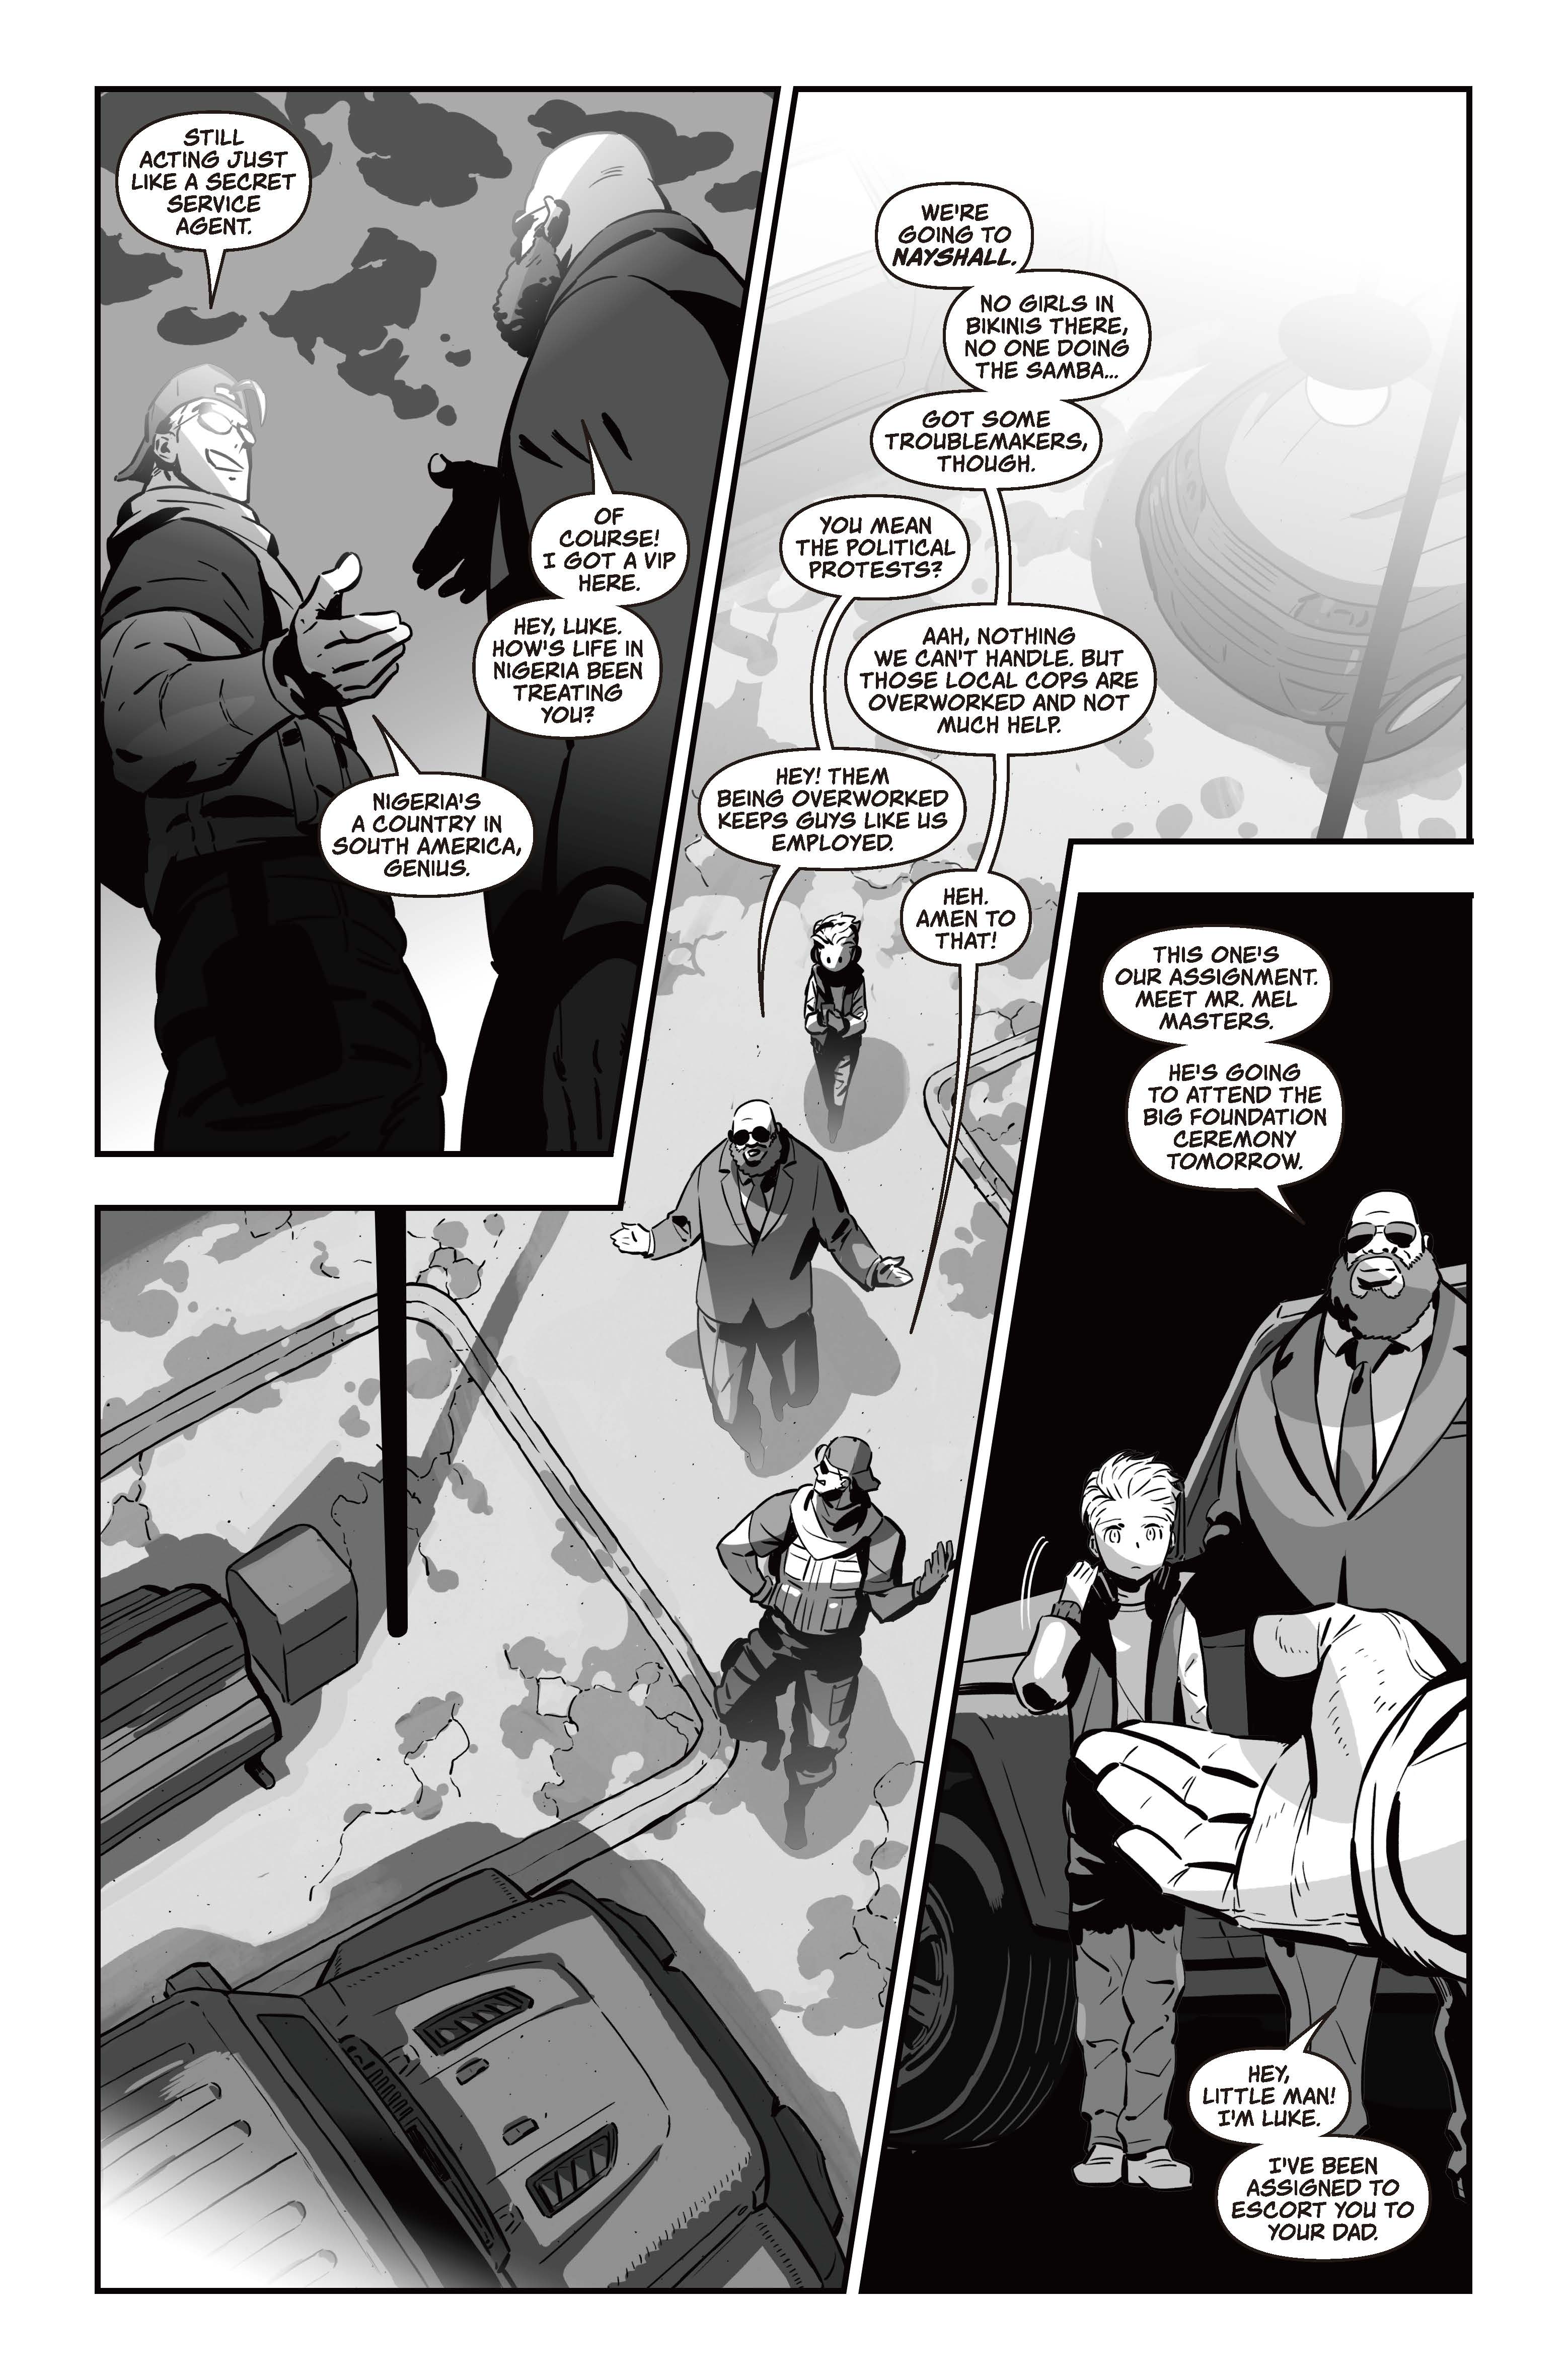 STILL
ACTING JUST
LIKE A SECRET
SERVICE
AGENT.
OF
COURSE!
I GOT A VIP
HERE.
HEY, LUKE.
HOW'S LIFE IN
NIGERIA BEEN
TREATING
YOU?
NIGERIA'S
A COUNTRY IN
SOUTH AMERICA,
GENIUS.
WE'RE
GOING TO
NAYSHALL.
NO GIRLS IN
BIKINIS THERE,
NO ONE DOING
THE SAMBA...
GOT SOME
TROUBLEMAKERS,
THOUGH.
YOU MEAN
THE POLITICAL
PROTESTS?
AAH, NOTHING
WE CAN'T HANDLE. BUT
THOSE LOCAL COPS ARE
OVERWORKED AND NOT
MUCH HELP.
HEY! THEM
BEING OVERWORKED
KEEPS GUYS LIKE US
EMPLOYED.
HEH.
AMEN TO
THAT!
THIS ONE'S
OUR ASSIGNMENT.
MEET MR. MEL
MASTERS.
HE'S GOING
TO ATTEND THE
BIG FOUNDATION
CEREMONY
TOMORROW.
HEY,
LITTLE MAN!
I'M LUKE.
I'VE BEEN
ASSIGNED TO
ESCORT YOU TO
YOUR DAD.